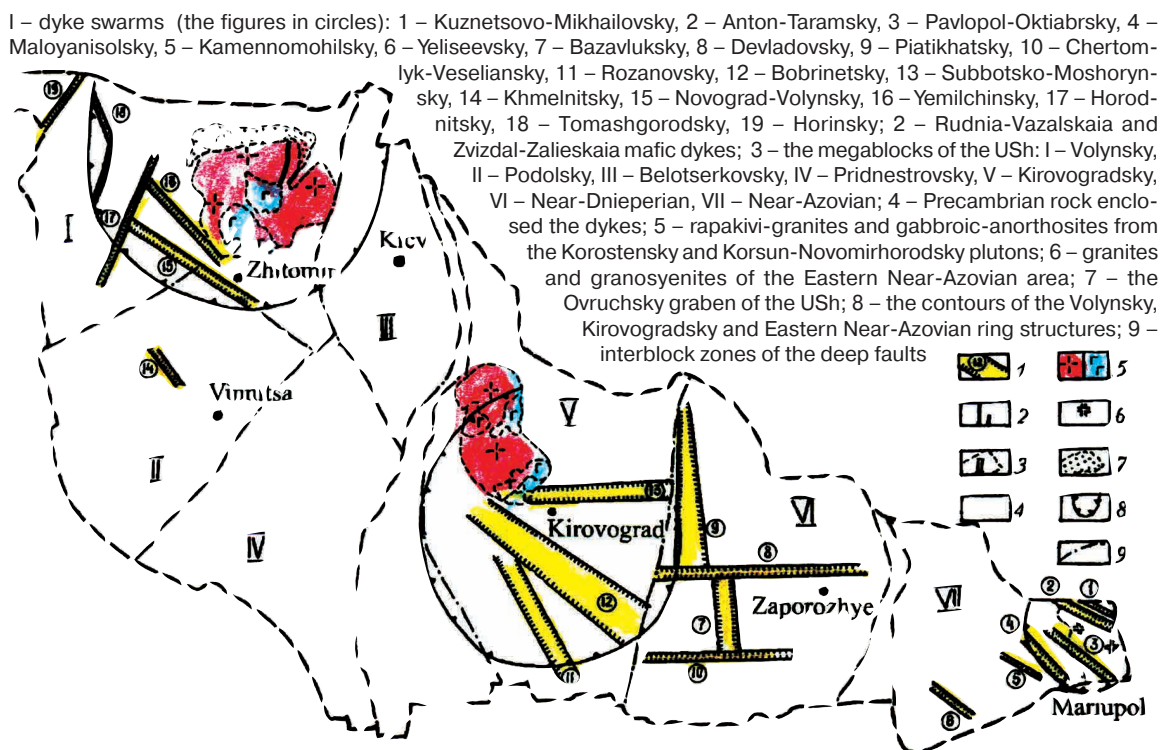 I – dyke swarms (the figures in circles): 1 – Kuznetsovo-Mikhailovsky, 2 – Anton-Taramsky, 3 – Pavlopol-Oktiabrsky, 4 –
Maloyanisolsky, 5 – Kamennomohilsky, 6 – Yeliseevsky, 7 – Bazavluksky, 8 – Devladovsky, 9 – Piatikhatsky, 10 – Chertom-
lyk-Veseliansky, 11 – Rozanovsky, 12 – Bobrinetsky, 13 – Subbotsko-Moshoryn-
sky, 14 – Khmelnitsky, 15 – Novograd-Volynsky, 16 – Yemilchinsky, 17 – Horod-
nitsky, 18 – Tomashgorodsky, 19 – Horinsky; 2 – Rudnia-Vazalskaia and
Zvizdal-Zalieskaia mafic dykes; 3 – the megablocks of the USh: I – Volynsky,
II – Podolsky, III – Belotserkovsky, IV – Pridnestrovsky, V – Kirovogradsky,
VI – Near-Dnieperian, VII – Near-Azovian; 4 – Precambrian rock enclo-
sed the dykes; 5 – rapakivi-granites and gabbroic-anorthosites from
the Korostensky and Korsun-Novomirhorodsky plutons; 6 – granites
and granosyenites of the Eastern Near-Azovian area; 7 – the
Ovruchsky graben of the USh; 8 – the contours of the Volynsky,
Kirovogradsky and Eastern Near-Azovian ring structures; 9 –
interblock zones of the deep faults
19
18
16
I
17
15
Zhitomir
Kiev
III
14
Vinnitsa
II
IV
V
13
Kirovograd
9
VI
8
12
Zaporozhye
7
11
10
VII
2
1
4
3
5
6
Mariupol
1
5
2
6
3
7
4
8
9